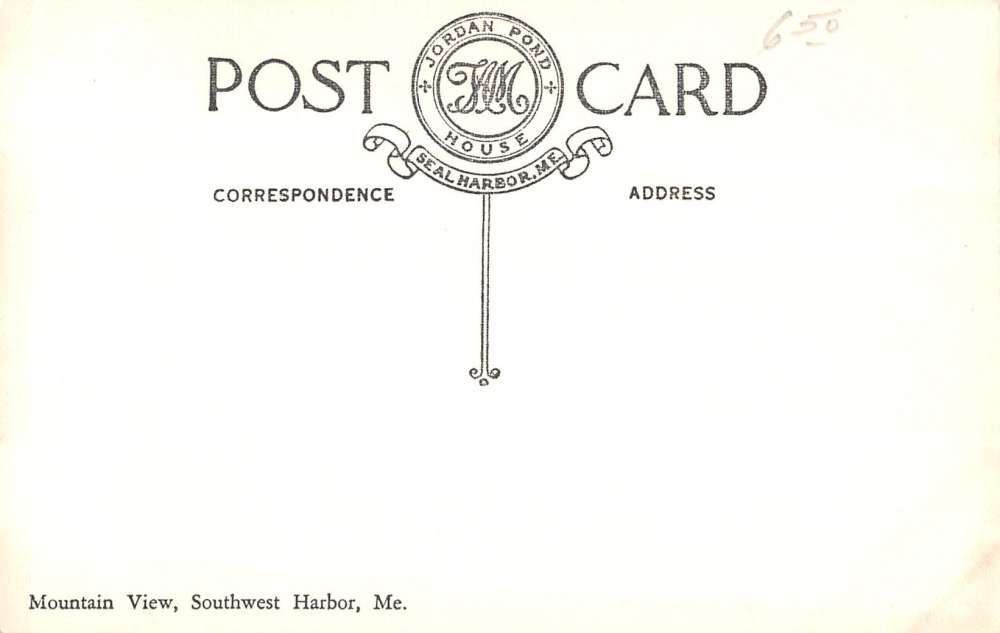 6 50
POST CARD
JORDAN POND
HOUSE
SEAL HARBOR, ME.
CORRESPONDENCE
ADDRESS
Mountain View, Southwest Harbor, Me.